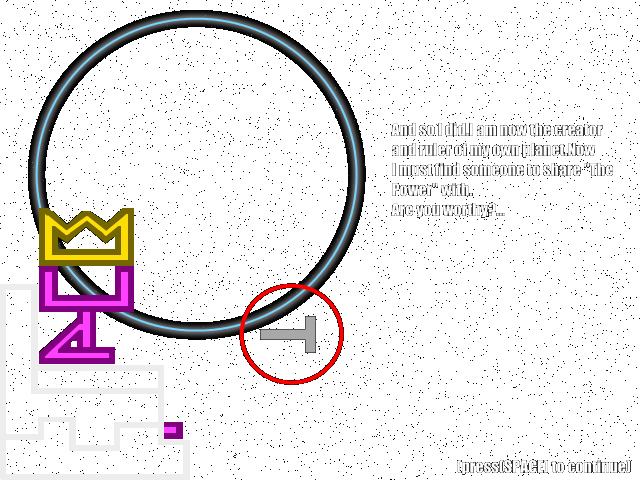 And so I did.I am now the creator
and ruler of my own planet.Now
I must find someone to share "The
Power" with.
Are you worthy?...
[press[SPACE] to continue]